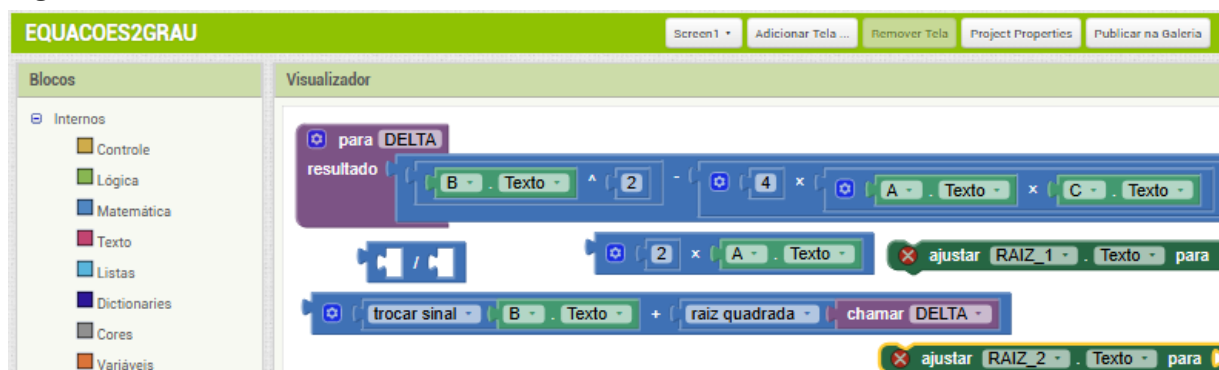 EQUACOES2GRAU Screen1 Adicionar Tela ... Remover Tela Project Properties Publicar na Galeria
Blocos Visualizador
Internos
Controle
Lógica
Matemática
Texto
Listas
Dictionaries
Cores
Variáveis
para DELTA
resultado B . Texto ^ 2 - 4 × A . Texto × C . Texto
/ 2 × A . Texto ajustar RAIZ_1 . Texto para
trocar sinal B . Texto + raiz quadrada chamar DELTA
ajustar RAIZ_2 . Texto para